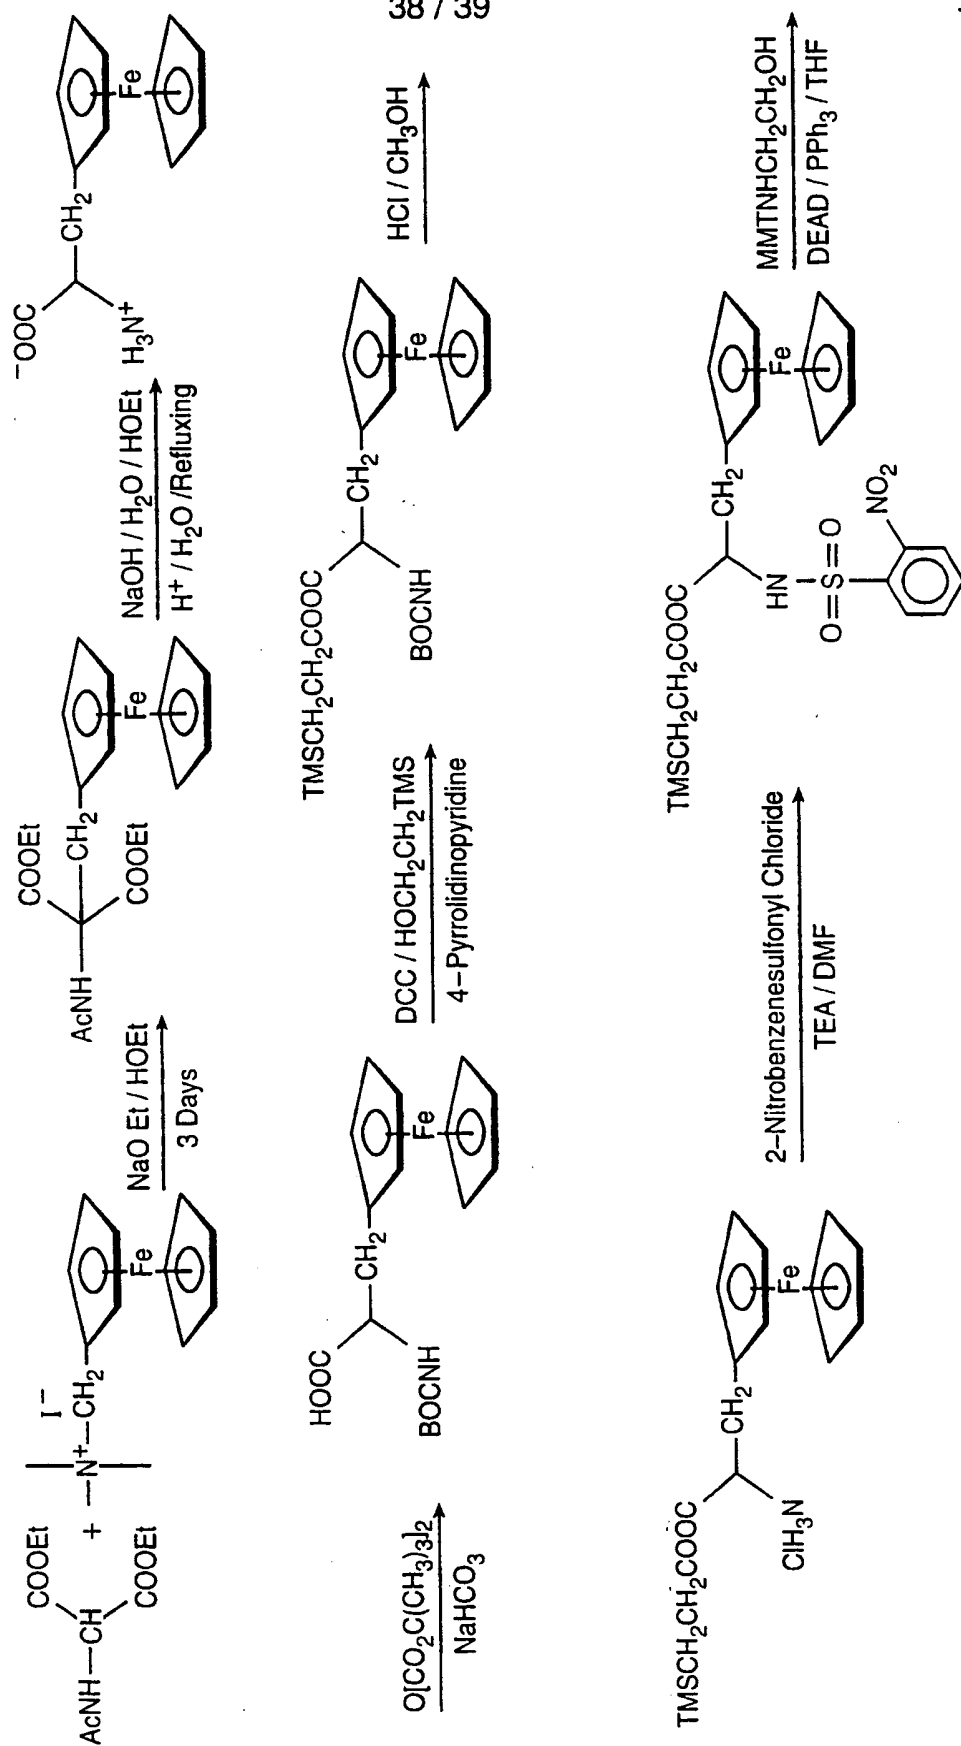 38 / 39
AcNH—CH
COOEt
COOEt
+
—N⁺—CH₂
I⁻
Fe
NaO Et / HOEt
3 Days
AcNH
COOEt
COOEt
CH₂
Fe
NaOH / H₂O / HOEt
H⁺ / H₂O /Refluxing
⁻OOC
H₃N⁺
CH₂
Fe
O[CO₂C(CH₃)₃]₂
NaHCO₃
HOOC
BOCNH
CH₂
Fe
DCC / HOCH₂CH₂TMS
4–Pyrrolidinopyridine
TMSCH₂CH₂COOC
BOCNH
CH₂
Fe
HCl / CH₃OH
TMSCH₂CH₂COOC
ClH₃N
CH₂
Fe
2–Nitrobenzenesulfonyl Chloride
TEA / DMF
TMSCH₂CH₂COOC
CH₂
Fe
HN
O=S=O
NO₂
MMTNHCH₂CH₂OH
DEAD / PPh₃ / THF